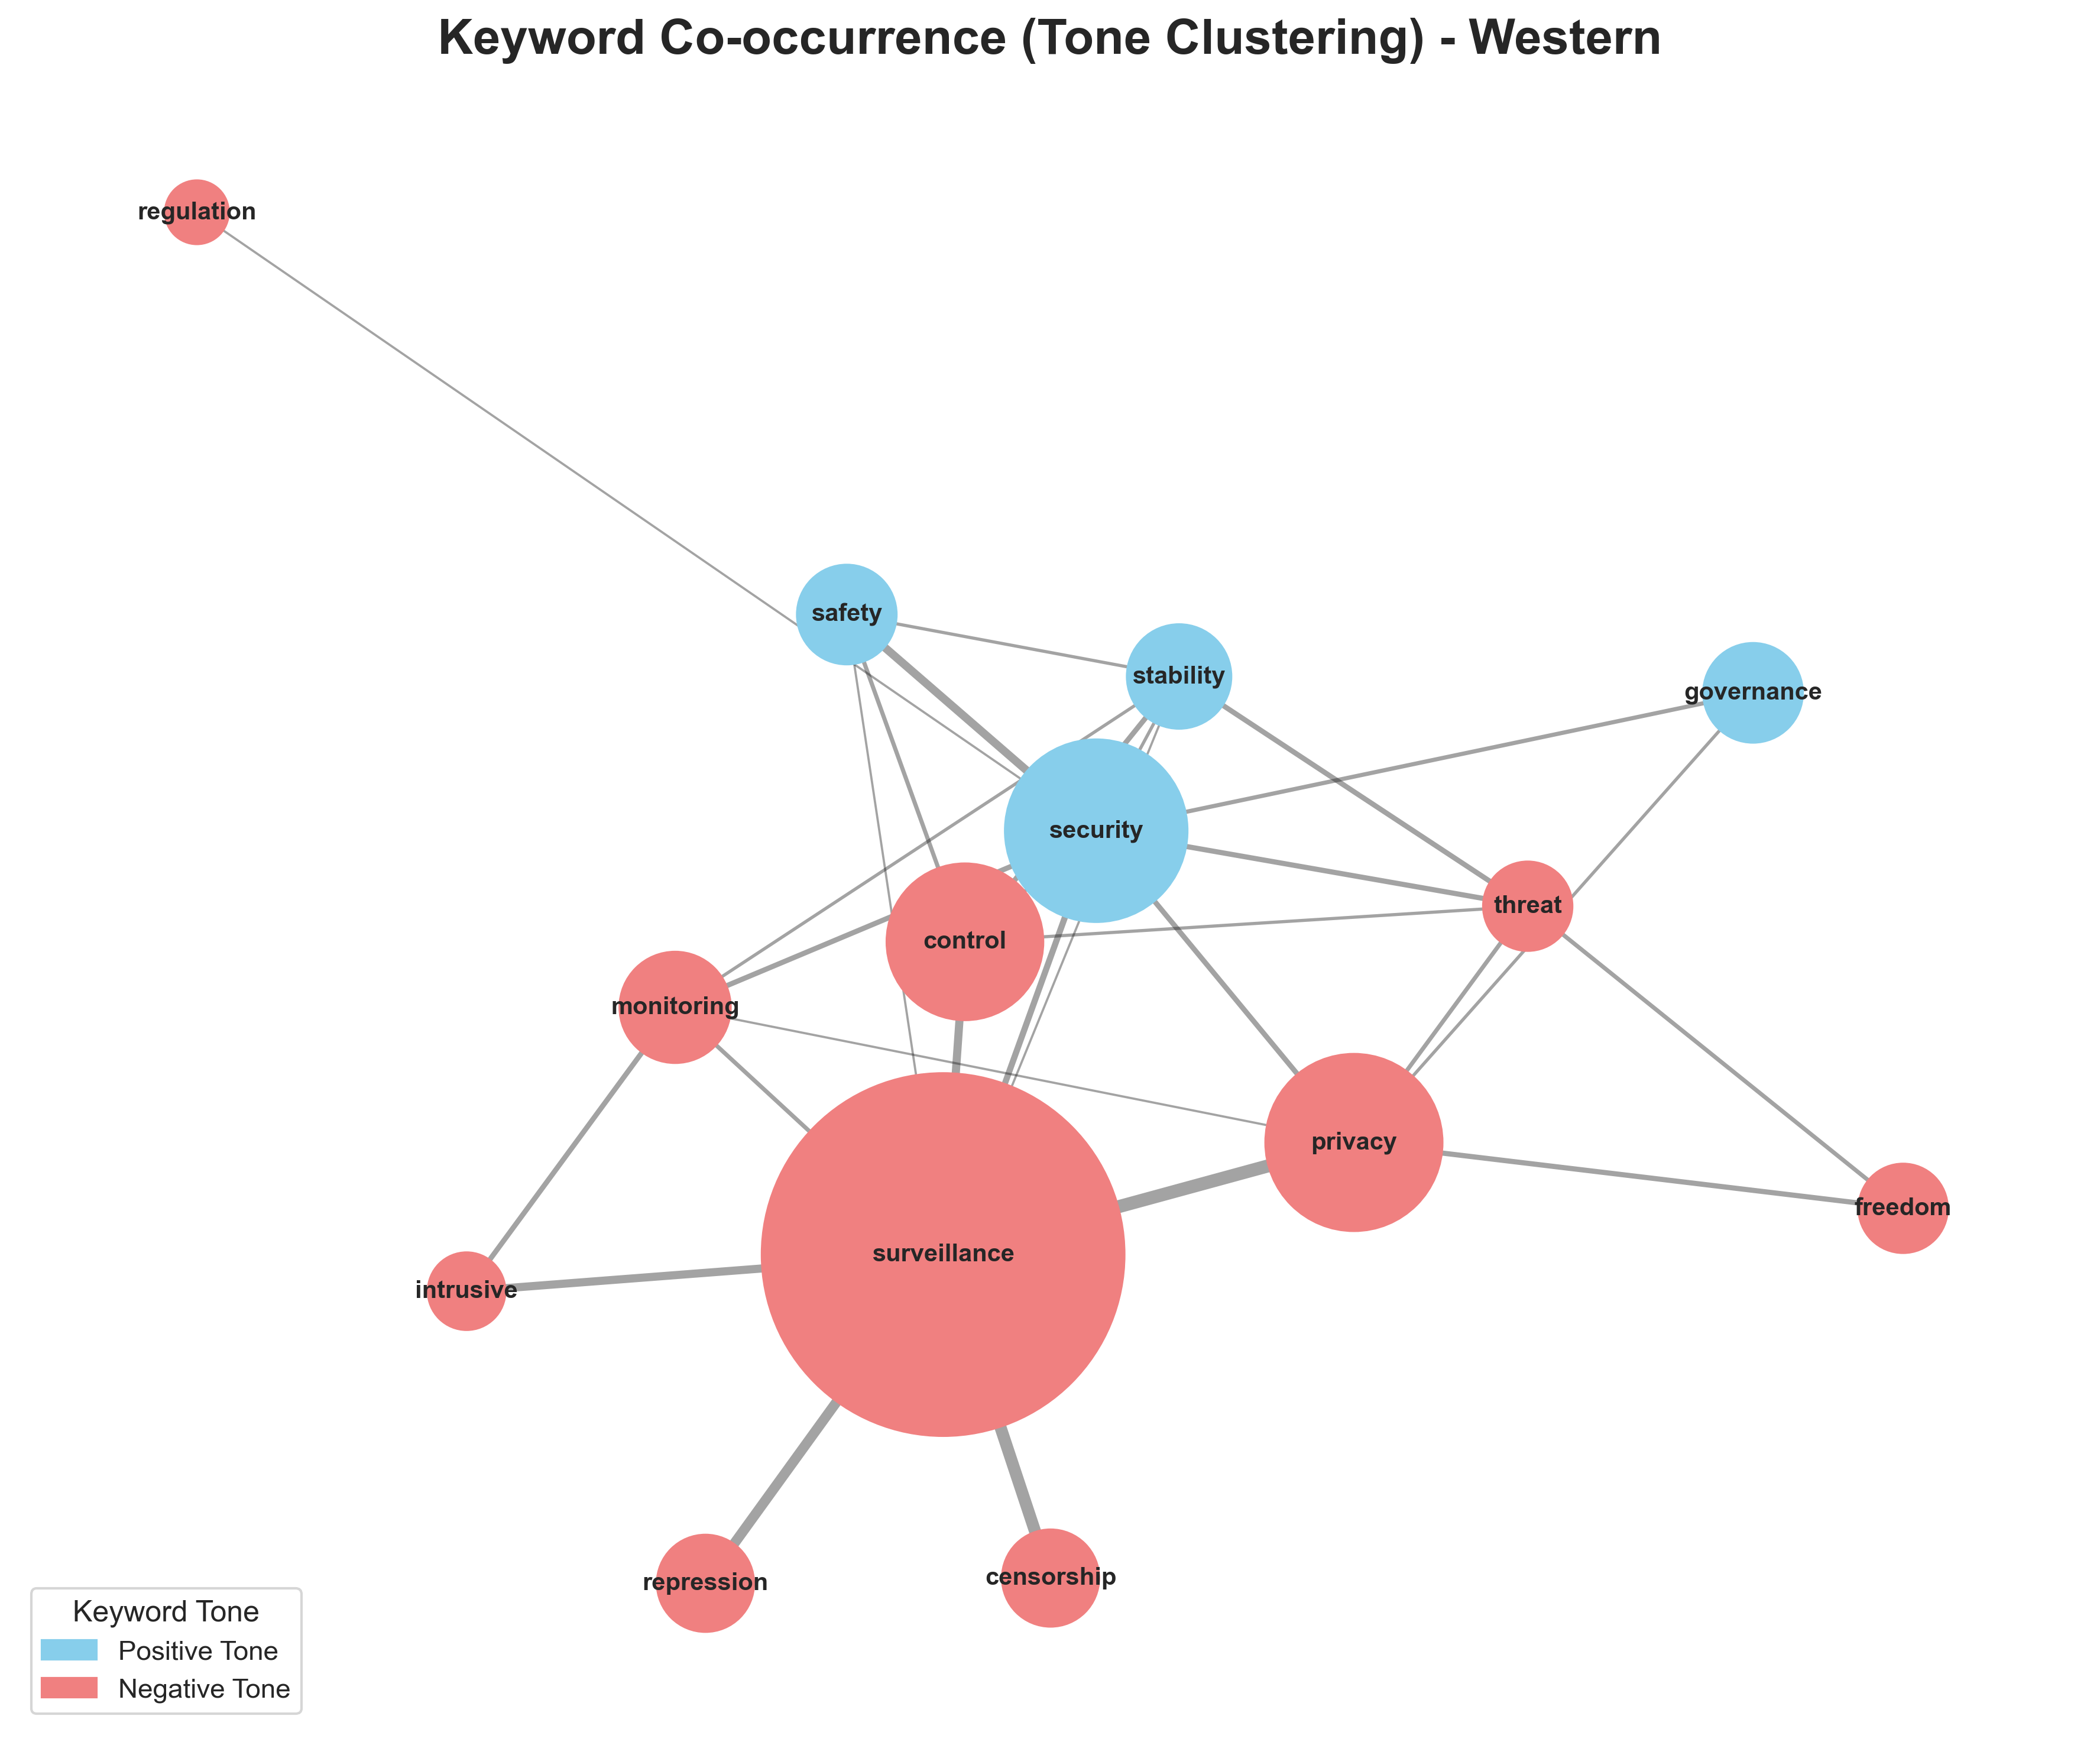 Keyword Co-occurrence (Tone Clustering) - Western
regulation
safety
stability
governance
security
threat
control
monitoring
privacy
freedom
surveillance
intrusive
repression
censorship
Keyword Tone
Positive Tone
Negative Tone